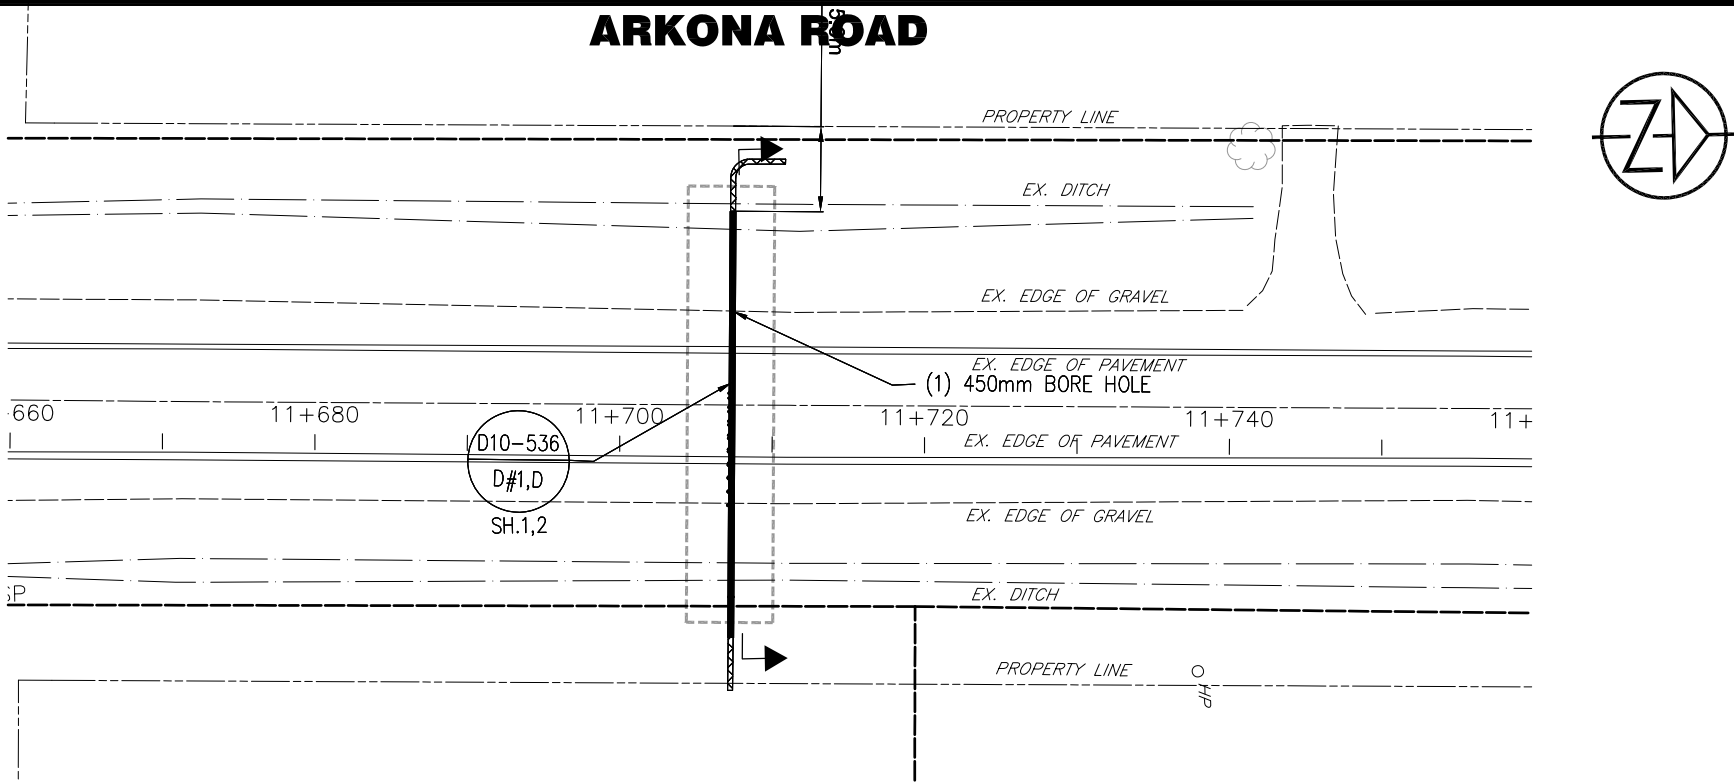 ARKONA ROAD
PROPERTY LINE
EX. DITCH
EX. EDGE OF GRAVEL
EX. EDGE OF PAVEMENT
(1) 450mm BORE HOLE
660 11+680 11+700 11+720 11+740 11+
EX. EDGE OF PAVEMENT
D10-536
D#1,D
SH.1,2
EX. EDGE OF GRAVEL
EX. DITCH
PROPERTY LINE
HP